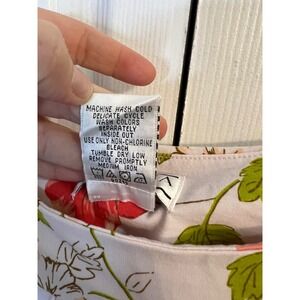 MACHINE WASH COLD
DELICATE CYCLE
WASH COLORS
SEPARATELY
INSIDE OUT
USE ONLY NON-CHLORINE
BLEACH
TUMBLE DRY LOW
REMOVE PROMPTLY
MEDIUM IRON